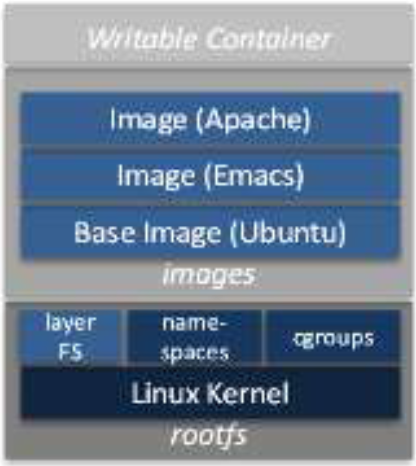 Writable Container
Image (Apache)
Image (Emacs)
Base Image (Ubuntu)
images
layer
FS
name-
spaces
cgroups
Linux Kernel
rootfs